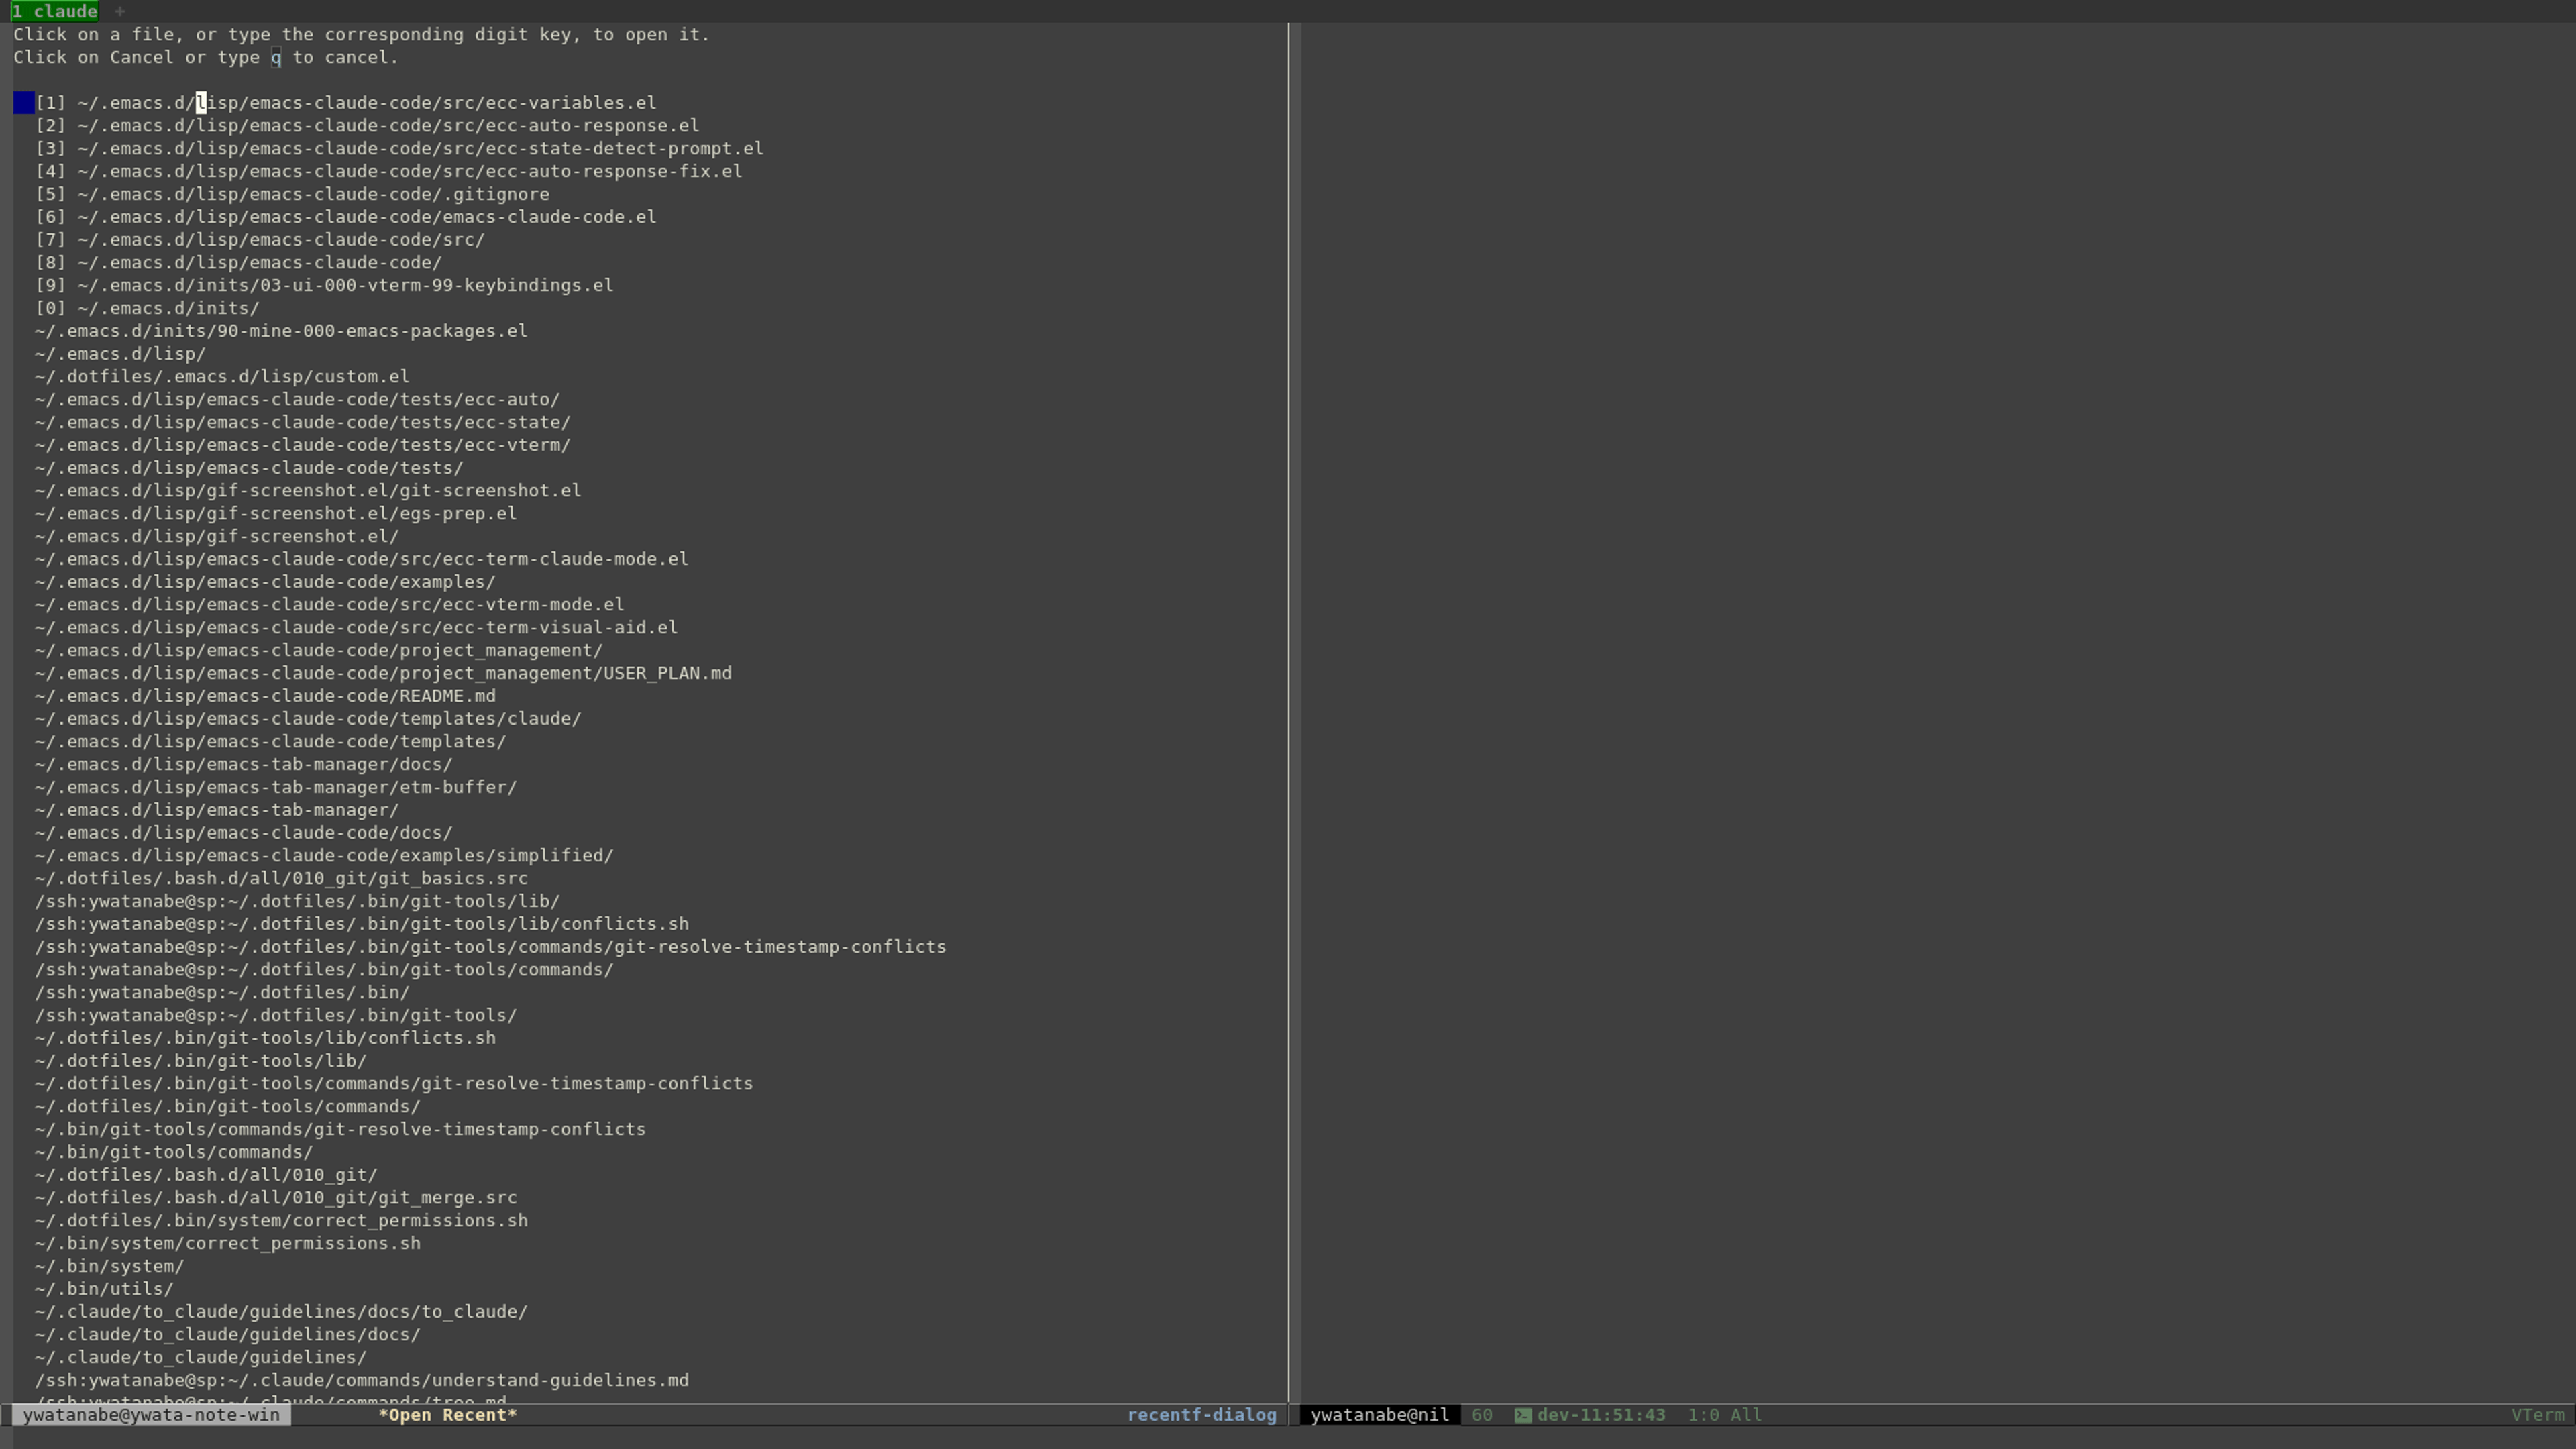 1 claude +
Click on a file, or type the corresponding digit key, to open it.
Click on Cancel or type q to cancel.
[1] ~/.emacs.d/lisp/emacs-claude-code/src/ecc-variables.el
[2] ~/.emacs.d/lisp/emacs-claude-code/src/ecc-auto-response.el
[3] ~/.emacs.d/lisp/emacs-claude-code/src/ecc-state-detect-prompt.el
[4] ~/.emacs.d/lisp/emacs-claude-code/src/ecc-auto-response-fix.el
[5] ~/.emacs.d/lisp/emacs-claude-code/.gitignore
[6] ~/.emacs.d/lisp/emacs-claude-code/emacs-claude-code.el
[7] ~/.emacs.d/lisp/emacs-claude-code/src/
[8] ~/.emacs.d/lisp/emacs-claude-code/
[9] ~/.emacs.d/inits/03-ui-000-vterm-99-keybindings.el
[0] ~/.emacs.d/inits/
~/.emacs.d/inits/90-mine-000-emacs-packages.el
~/.emacs.d/lisp/
~/.dotfiles/.emacs.d/lisp/custom.el
~/.emacs.d/lisp/emacs-claude-code/tests/ecc-auto/
~/.emacs.d/lisp/emacs-claude-code/tests/ecc-state/
~/.emacs.d/lisp/emacs-claude-code/tests/ecc-vterm/
~/.emacs.d/lisp/emacs-claude-code/tests/
~/.emacs.d/lisp/gif-screenshot.el/git-screenshot.el
~/.emacs.d/lisp/gif-screenshot.el/egs-prep.el
~/.emacs.d/lisp/gif-screenshot.el/
~/.emacs.d/lisp/emacs-claude-code/src/ecc-term-claude-mode.el
~/.emacs.d/lisp/emacs-claude-code/examples/
~/.emacs.d/lisp/emacs-claude-code/src/ecc-vterm-mode.el
~/.emacs.d/lisp/emacs-claude-code/src/ecc-term-visual-aid.el
~/.emacs.d/lisp/emacs-claude-code/project_management/
~/.emacs.d/lisp/emacs-claude-code/project_management/USER_PLAN.md
~/.emacs.d/lisp/emacs-claude-code/README.md
~/.emacs.d/lisp/emacs-claude-code/templates/claude/
~/.emacs.d/lisp/emacs-claude-code/templates/
~/.emacs.d/lisp/emacs-tab-manager/docs/
~/.emacs.d/lisp/emacs-tab-manager/etm-buffer/
~/.emacs.d/lisp/emacs-tab-manager/
~/.emacs.d/lisp/emacs-claude-code/docs/
~/.emacs.d/lisp/emacs-claude-code/examples/simplified/
~/.dotfiles/.bash.d/all/010_git/git_basics.src
/ssh:ywatanabe@sp:~/.dotfiles/.bin/git-tools/lib/
/ssh:ywatanabe@sp:~/.dotfiles/.bin/git-tools/lib/conflicts.sh
/ssh:ywatanabe@sp:~/.dotfiles/.bin/git-tools/commands/git-resolve-timestamp-conflicts
/ssh:ywatanabe@sp:~/.dotfiles/.bin/git-tools/commands/
/ssh:ywatanabe@sp:~/.dotfiles/.bin/
/ssh:ywatanabe@sp:~/.dotfiles/.bin/git-tools/
~/.dotfiles/.bin/git-tools/lib/conflicts.sh
~/.dotfiles/.bin/git-tools/lib/
~/.dotfiles/.bin/git-tools/commands/git-resolve-timestamp-conflicts
~/.dotfiles/.bin/git-tools/commands/
~/.bin/git-tools/commands/git-resolve-timestamp-conflicts
~/.bin/git-tools/commands/
~/.dotfiles/.bash.d/all/010_git/
~/.dotfiles/.bash.d/all/010_git/git_merge.src
~/.dotfiles/.bin/system/correct_permissions.sh
~/.bin/system/correct_permissions.sh
~/.bin/system/
~/.bin/utils/
~/.claude/to_claude/guidelines/docs/to_claude/
~/.claude/to_claude/guidelines/docs/
~/.claude/to_claude/guidelines/
/ssh:ywatanabe@sp:~/.claude/commands/understand-guidelines.md
/ssh:ywatanabe@sp:~/.claude/commands/tree.md
ywatanabe@ywata-note-win *Open Recent* recentf-dialog
ywatanabe@nil 60 dev-11:51:43 1:0 All VTerm